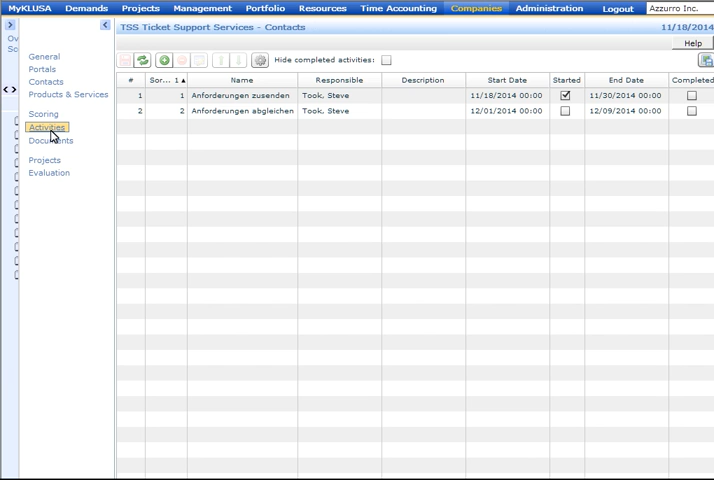 MyKLUSA Demands Projects Management Portfolio Resources Time Accounting Companies Administration Logout Azzurro Inc.
TSS Ticket Support Services - Contacts 11/18/2014
Help
Ov
So
General
Portals
Contacts
Products & Services
Scoring
Activities
Documents
Projects
Evaluation
Hide completed activities:
# Sor... 1 Name Responsible Description Start Date Started End Date Completed
1 1 Anforderungen zusenden Took, Steve 11/18/2014 00:00 11/30/2014 00:00
2 2 Anforderungen abgleichen Took, Steve 12/01/2014 00:00 12/09/2014 00:00